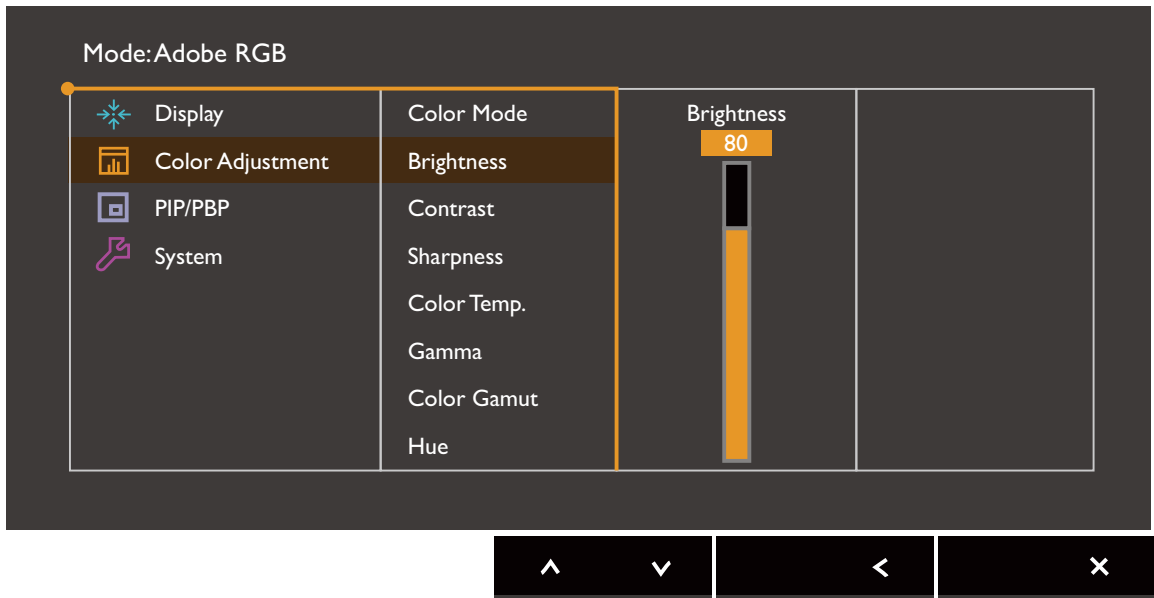 Mode: Adobe RGB
Display
Color Adjustment
PIP/PBP
System
Color Mode
Brightness
Contrast
Sharpness
Color Temp.
Gamma
Color Gamut
Hue
Brightness
80